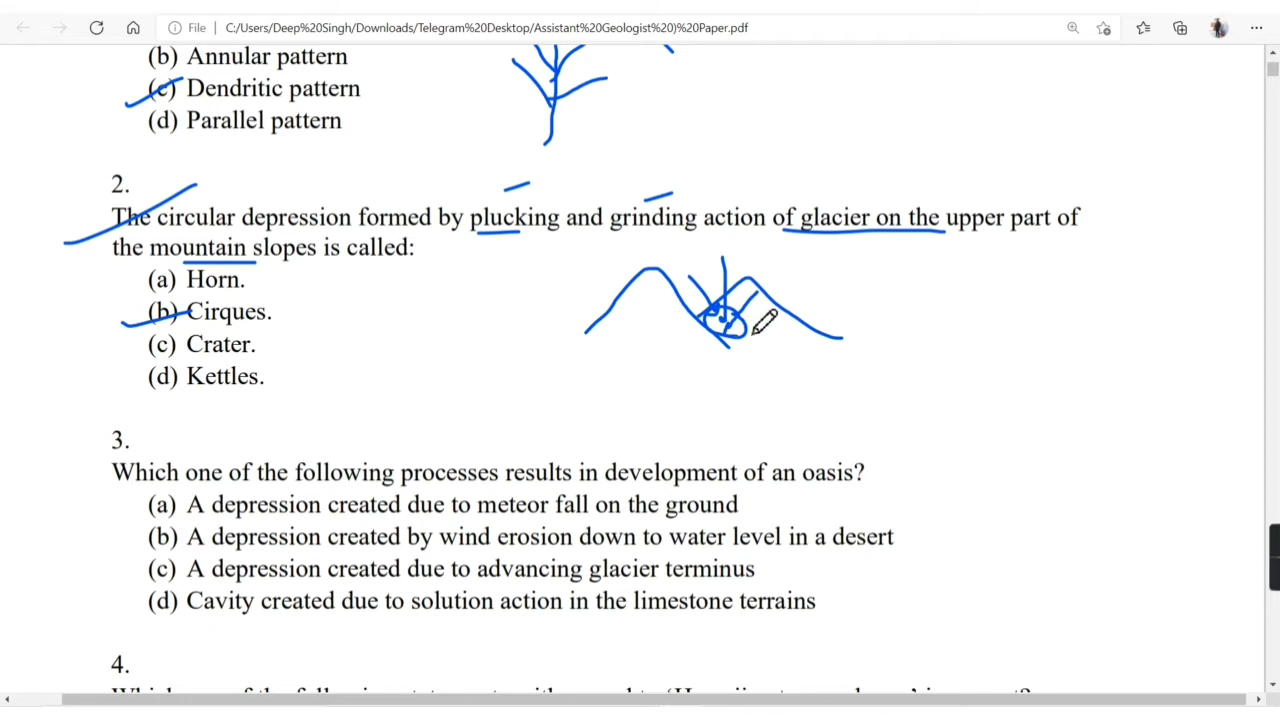 File C:/Users/Deep%20Singh/Downloads/Telegram%20Desktop/Assistant%20Geologist%20)%20Paper.pdf
(b) Annular pattern
(c) Dendritic pattern
(d) Parallel pattern
2.
The circular depression formed by plucking and grinding action of glacier on the upper part of
the mountain slopes is called:
(a) Horn.
(b) Cirques.
(c) Crater.
(d) Kettles.
3.
Which one of the following processes results in development of an oasis?
(a) A depression created due to meteor fall on the ground
(b) A depression created by wind erosion down to water level in a desert
(c) A depression created due to advancing glacier terminus
(d) Cavity created due to solution action in the limestone terrains
4.